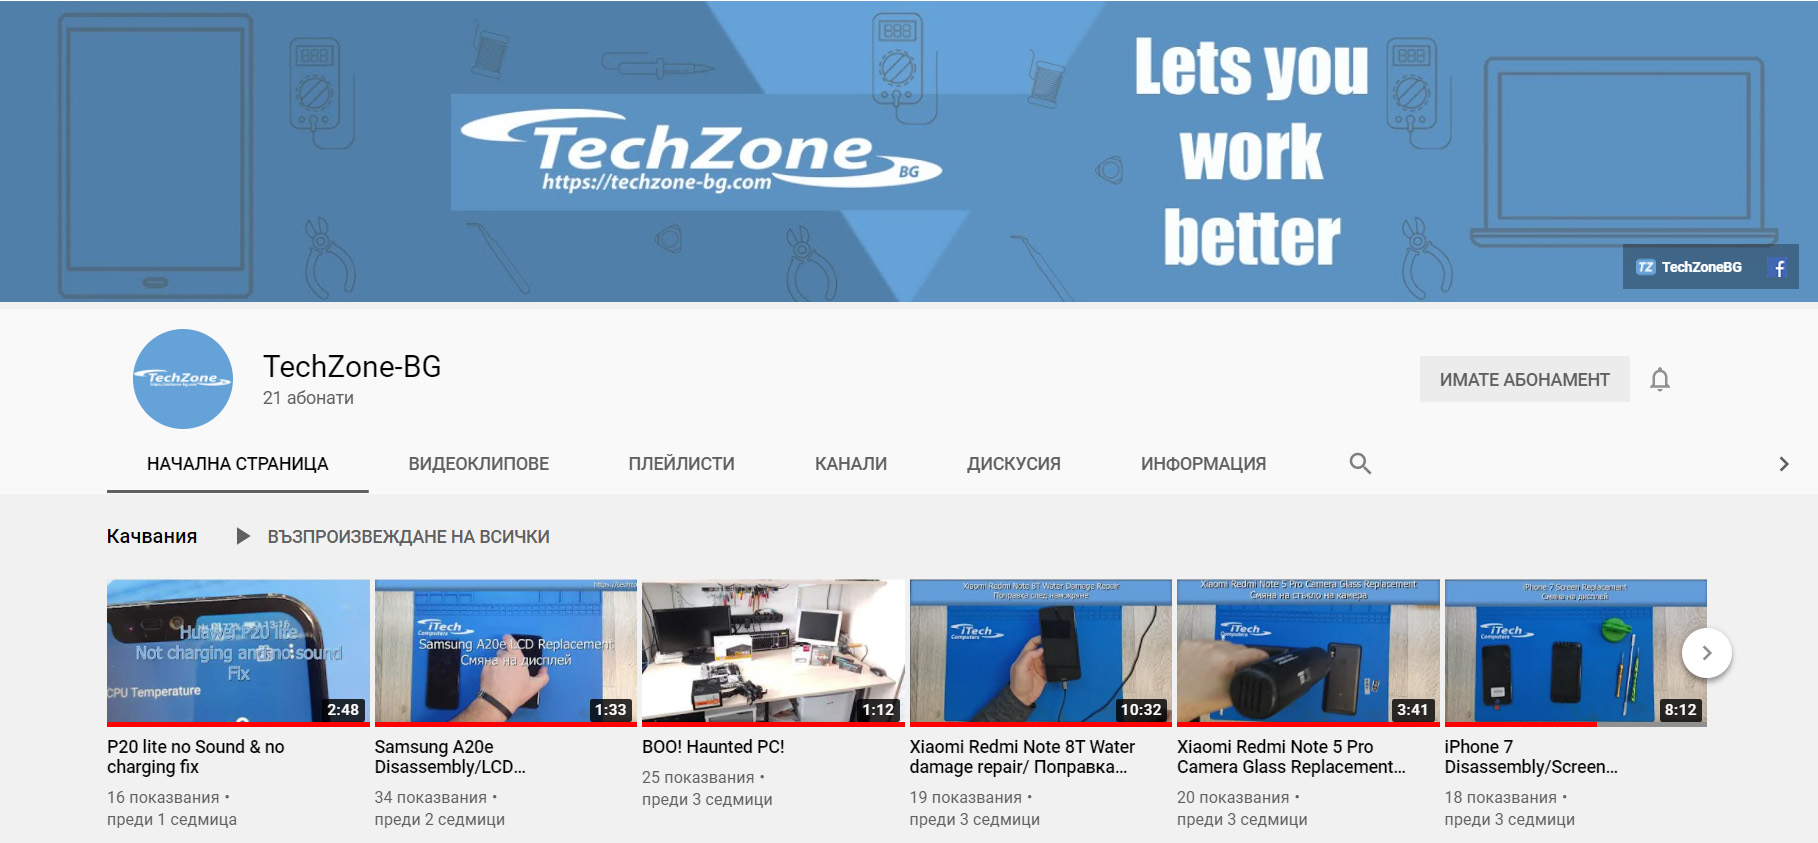 Lets you
work
better
TechZone
BG
https://techzone-bg.com
TZ TechZoneBG
TechZone
TechZone-BG
21 абонати
ИМАТЕ АБОНАМЕНТ
НАЧАЛНА СТРАНИЦА ВИДЕОКЛИПОВЕ ПЛЕЙЛИСТИ КАНАЛИ ДИСКУСИЯ ИНФОРМАЦИЯ
Качвания ВЪЗПРОИЗВЕЖДАНЕ НА ВСИЧКИ
Huawei P20 lite
Not charging and no sound
Fix
CPU Temperature
2:48
P20 lite no Sound & no
charging fix
16 показвания •
преди 1 седмица
iTech
Computers
Samsung A20e LCD Replacement
Смяна на дисплей
1:33
Samsung A20e
Disassembly/LCD...
34 показвания •
преди 2 седмици
1:12
BOO! Haunted PC!
25 показвания •
преди 3 седмици
Xiaomi Redmi Note 8T Water Damage Repair
Поправка след намокряне
iTech
Computers
10:32
Xiaomi Redmi Note 8T Water
damage repair/ Поправка...
19 показвания •
преди 3 седмици
Xiaomi Redmi Note 5 Pro Camera Glass Replacement
Смяна на стъкло на камера
iTech
Computers
3:41
Xiaomi Redmi Note 5 Pro
Camera Glass Replacement...
20 показвания •
преди 3 седмици
iPhone 7 Screen Replacement
Смяна на дисплей
iTech
Computers
8:12
iPhone 7
Disassembly/Screen...
18 показвания •
преди 3 седмици